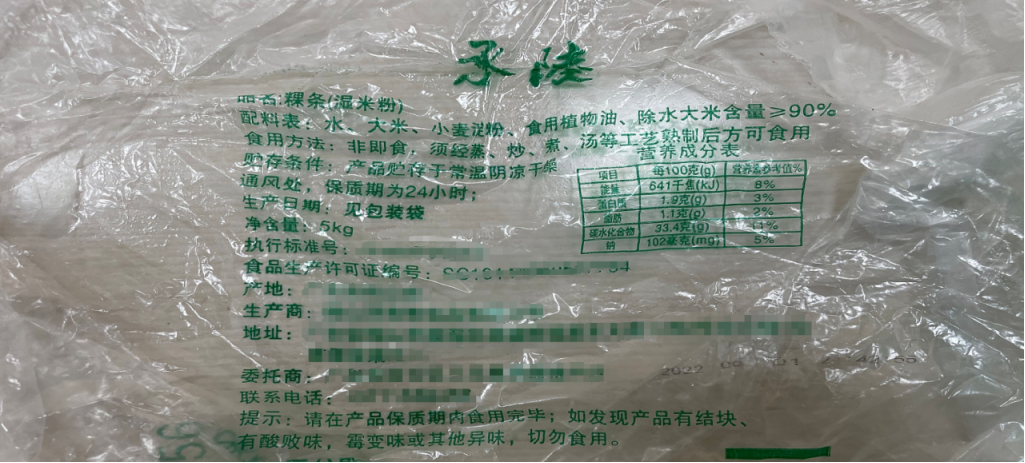 承陆
品名:粿条(湿米粉)
配料表：水、大米、小麦淀粉、食用植物油、除水大米含量≥90%
食用方法：非即食，须经蒸、炒、煮、汤等工艺熟制后方可食用
贮存条件：产品贮存于常温阴凉干燥
通风处，保质期为24小时；
生产日期：见包装袋
净含量：5kg
执行标准号：
食品生产许可证编号：
产地：
生产商：
地址：
委托商：
联系电话：
提示：请在产品保质期内食用完毕；如发现产品有结块、
有酸败味，霉变味或其他异味，切勿食用。
营养成分表
项目 每100克(g) 营养素参考值%
能量 641千焦(KJ) 8%
蛋白质 1.9克(g) 3%
脂肪 1.1克(g) 2%
碳水化合物 33.4克(g) 11%
钠 102毫克(mg) 5%
2022